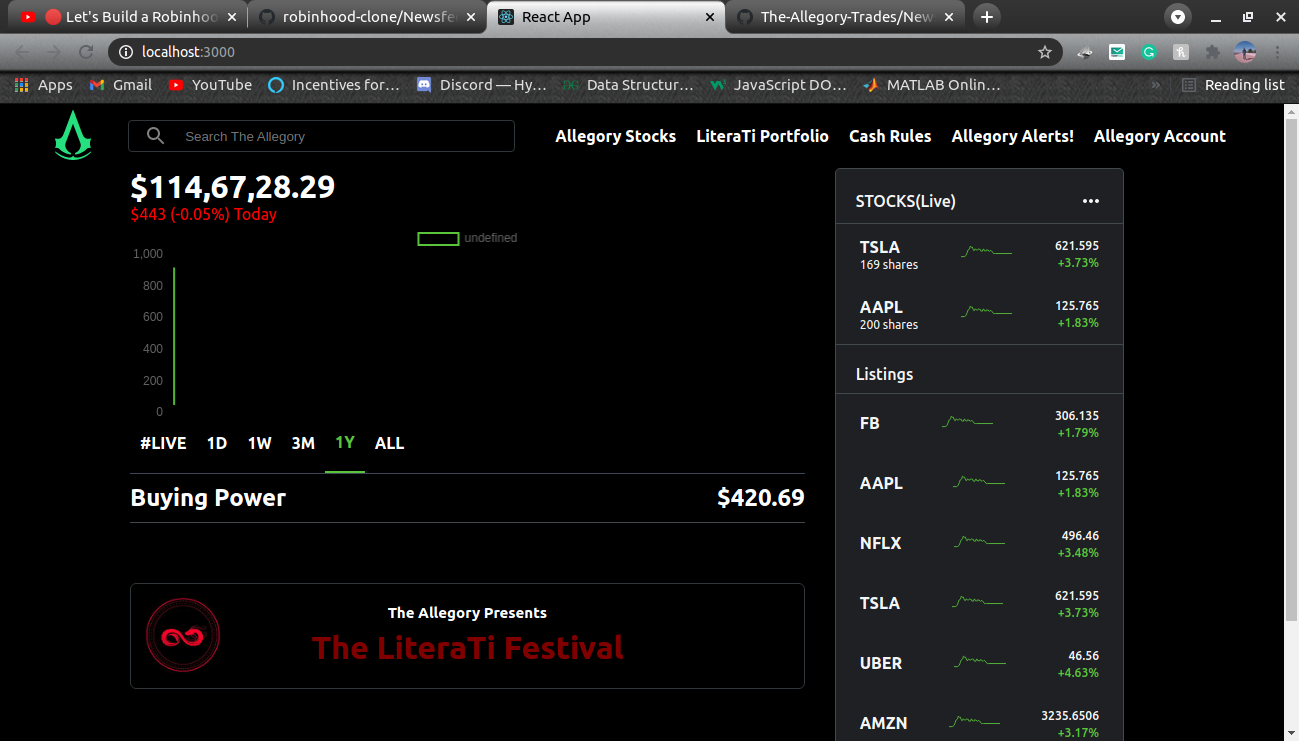 Let's Build a Robinhoo
robinhood-clone/Newsfee
React App
The-Allegory-Trades/New
localhost:3000
Apps
Gmail
YouTube
Incentives for…
Discord — Hy…
Data Structur…
JavaScript DO…
MATLAB Onlin…
»
Reading list
Search The Allegory
Allegory Stocks
LiteraTi Portfolio
Cash Rules
Allegory Alerts!
Allegory Account
$114,67,28.29
$443 (-0.05%) Today
undefined
1,000
800
600
400
200
0
#LIVE 1D 1W 3M 1Y ALL
Buying Power $420.69
The Allegory Presents
The LiteraTi Festival
STOCKS(Live)
TSLA 621.595
169 shares +3.73%
AAPL 125.765
200 shares +1.83%
Listings
FB 306.135
+1.79%
AAPL 125.765
+1.83%
NFLX 496.46
+3.48%
TSLA 621.595
+3.73%
UBER 46.56
+4.63%
AMZN 3235.6506
+3.17%